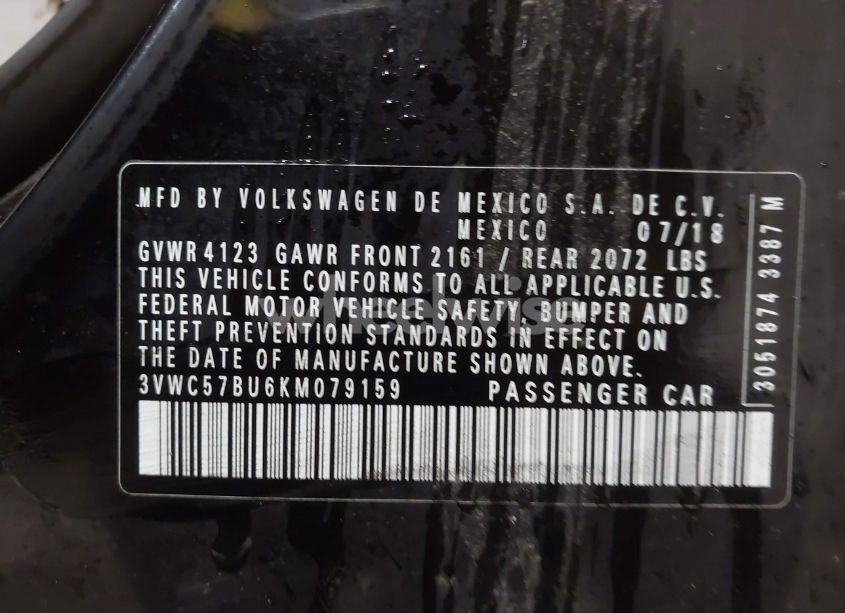 MFD BY VOLKSWAGEN DE MEXICO S.A. DE C.V.
MEXICO 07/18
GVWR 4123 GAWR FRONT 2161 / REAR 2072 LBS
THIS VEHICLE CONFORMS TO ALL APPLICABLE U.S.
FEDERAL MOTOR VEHICLE SAFETY, BUMPER AND
THEFT PREVENTION STANDARDS IN EFFECT ON
THE DATE OF MANUFACTURE SHOWN ABOVE.
3VWC57BU6KM079159 PASSENGER CAR
3051874 3387 M